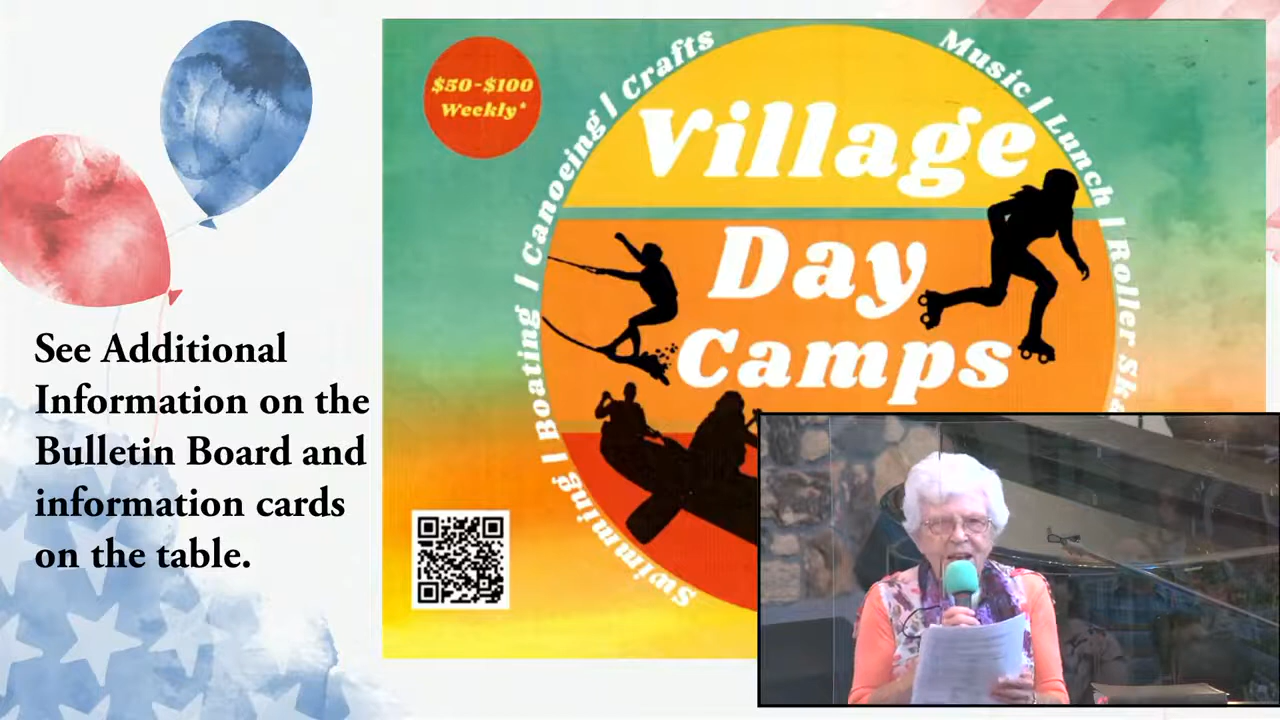 See Additional
Information on the
Bulletin Board and
information cards
on the table.
$50-$100
Weekly*
Swimming | Boating | Canoeing | Crafts
Music | Lunch | Roller
Village
Day
Camps